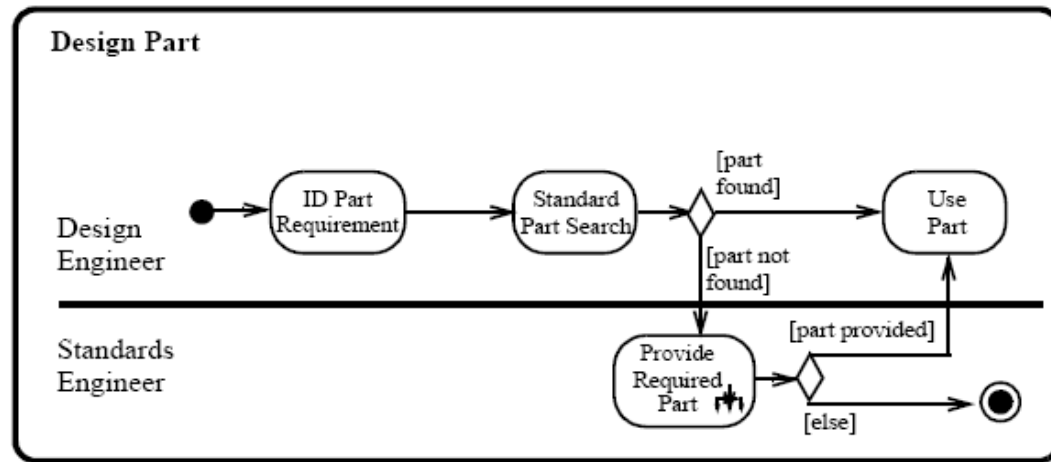 Design Part
Design
Engineer
ID Part
Requirement
Standard
Part Search
[part
found]
Use
Part
[part not
found]
Standards
Engineer
Provide
Required
Part
[part provided]
[else]